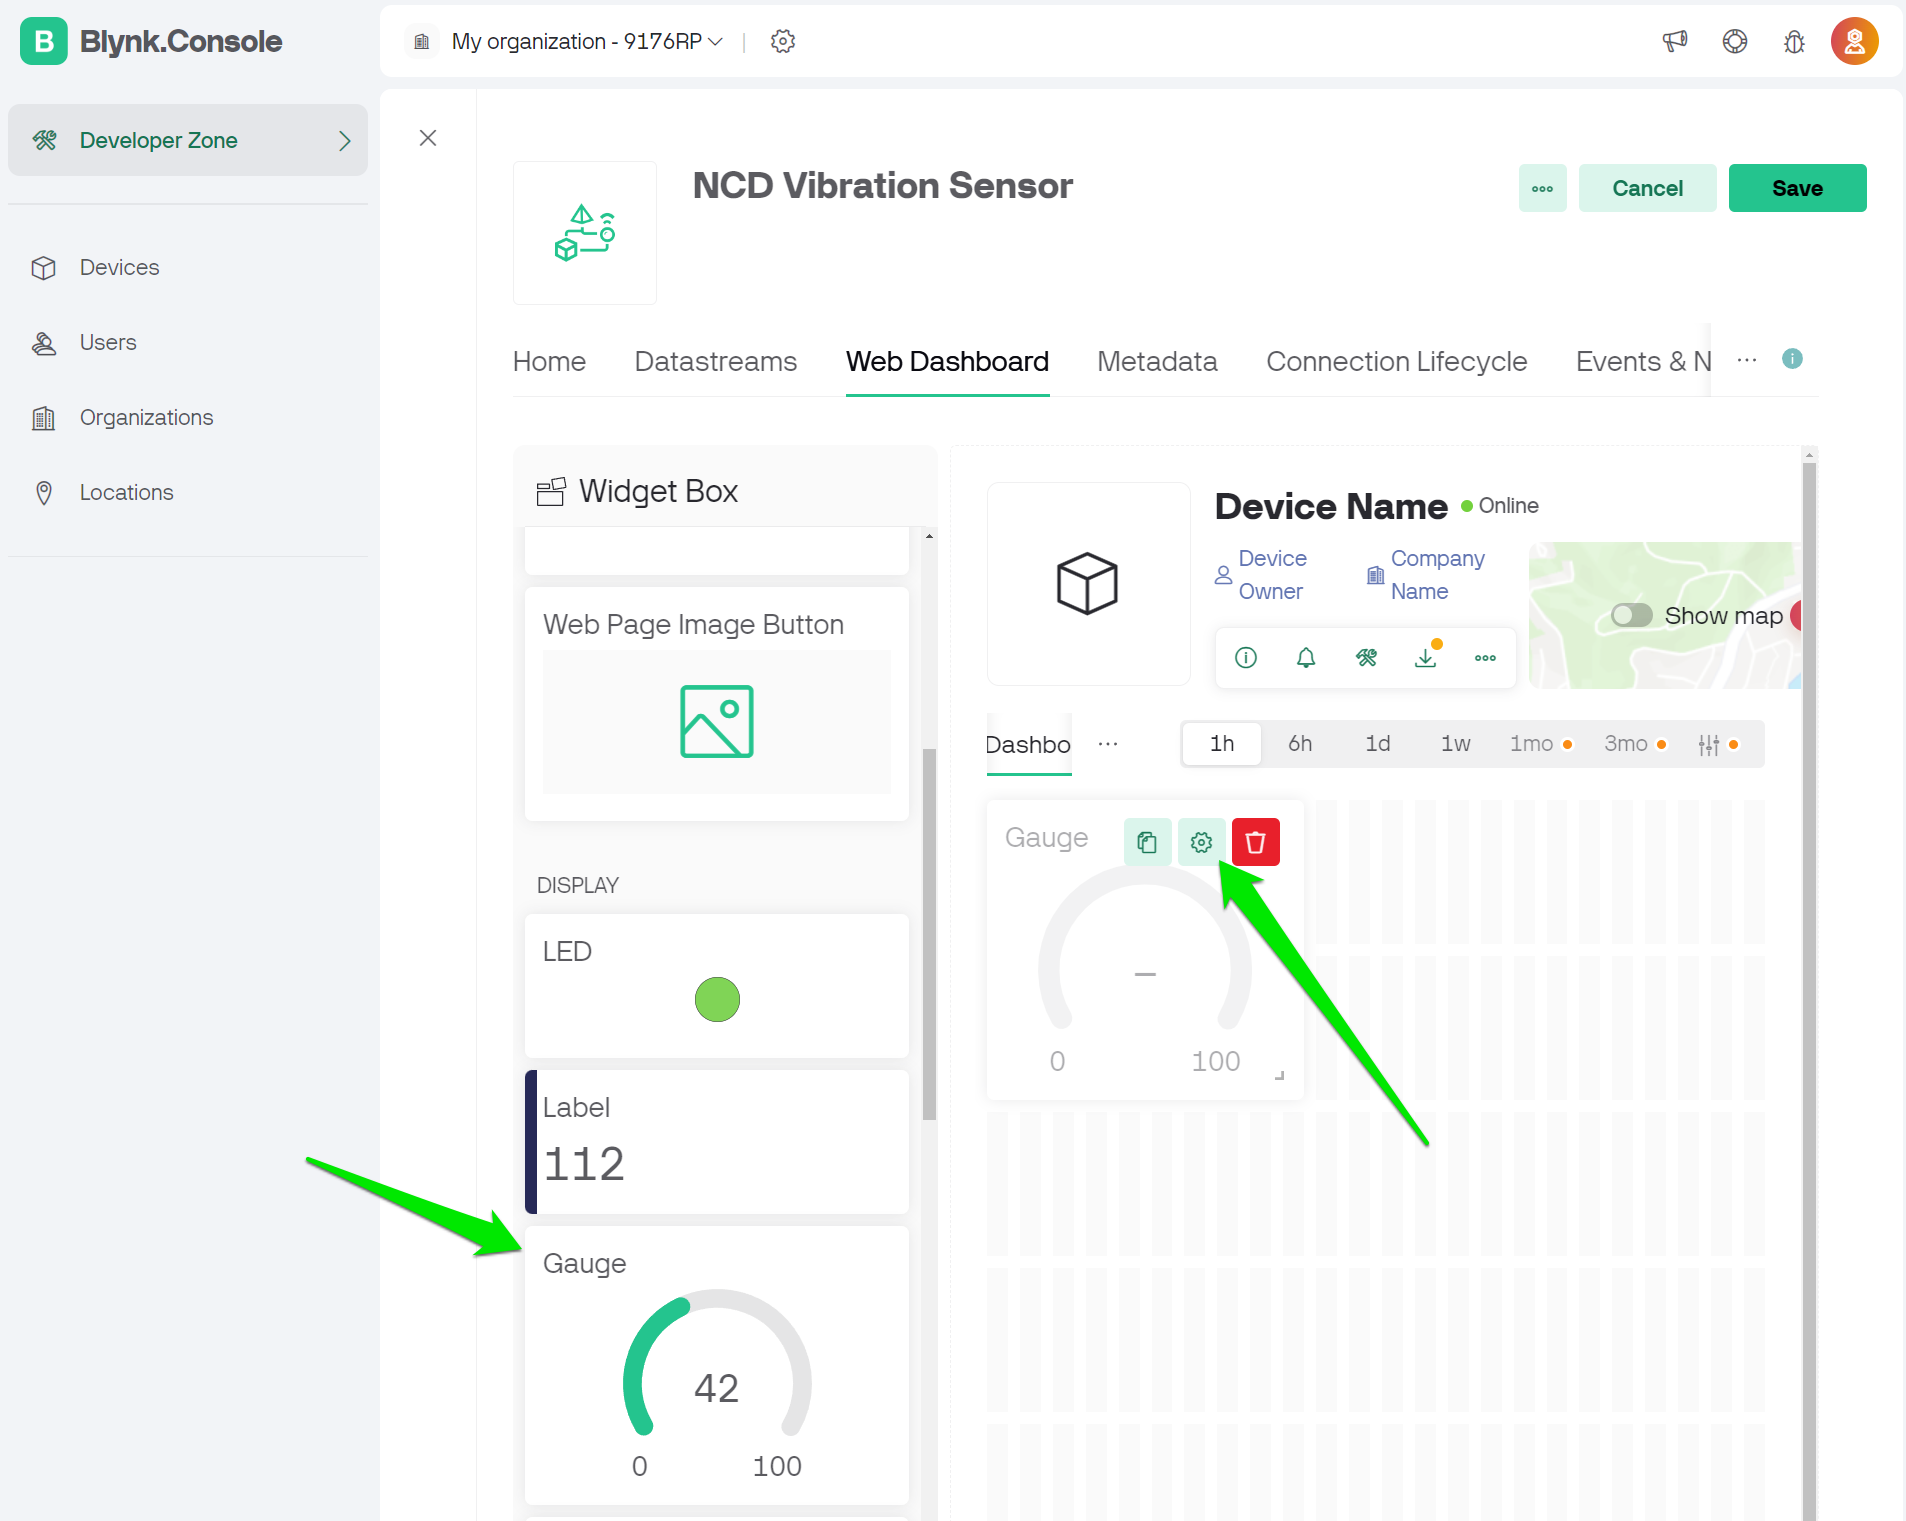 B Blynk.Console
My organization - 9176RP
Developer Zone
Devices
Users
Organizations
Locations
NCD Vibration Sensor
Cancel
Save
Home
Datastreams
Web Dashboard
Metadata
Connection Lifecycle
Events & N
Widget Box
Web Page Image Button
DISPLAY
LED
Label
112
Gauge
42
0
100
Device Name
Online
Device
Owner
Company
Name
Show map
Dashbo
1h
6h
1d
1w
1mo
3mo
Gauge
–
0
100